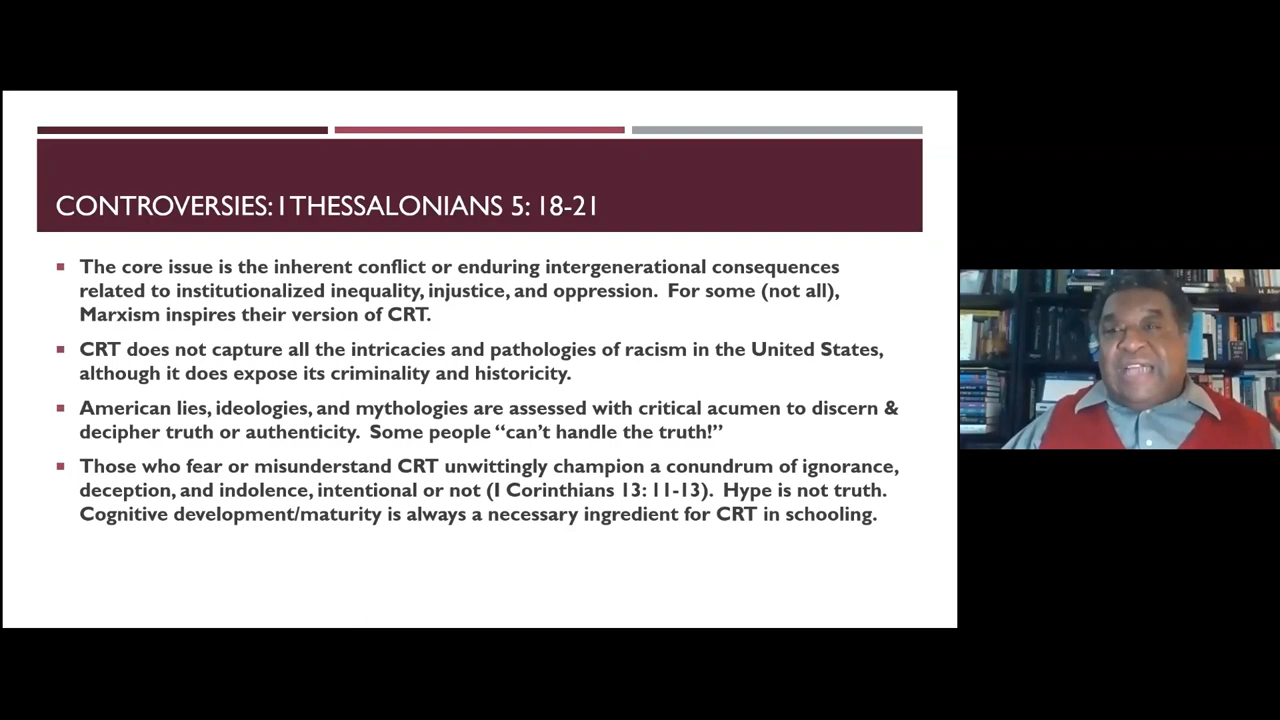 CONTROVERSIES: I THESSALONIANS 5: 18-21
The core issue is the inherent conflict or enduring intergenerational consequences
related to institutionalized inequality, injustice, and oppression. For some (not all),
Marxism inspires their version of CRT.
CRT does not capture all the intricacies and pathologies of racism in the United States,
although it does expose its criminality and historicity.
American lies, ideologies, and mythologies are assessed with critical acumen to discern &
decipher truth or authenticity. Some people “can’t handle the truth!”
Those who fear or misunderstand CRT unwittingly champion a conundrum of ignorance,
deception, and indolence, intentional or not (I Corinthians 13: 11-13). Hype is not truth.
Cognitive development/maturity is always a necessary ingredient for CRT in schooling.